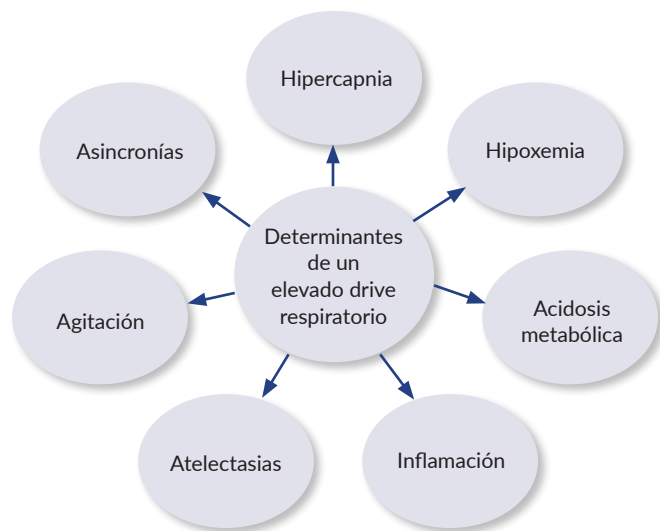 Hipercapnia
Asincronías
Hipoxemia
Determinantes
de un
elevado drive
respiratorio
Agitación
Acidosis
metabólica
Atelectasias
Inflamación